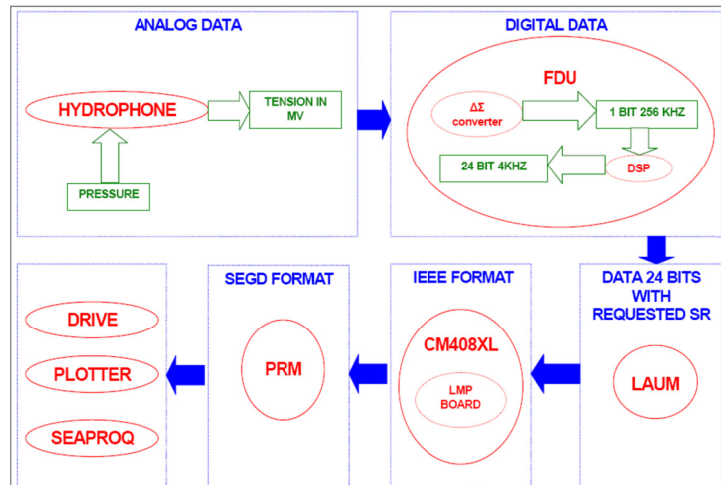 ANALOG DATA
HYDROPHONE
TENSION IN
MV
PRESSURE
DIGITAL DATA
FDU
ΔΣ
converter
1 BIT 256 KHZ
DSP
24 BIT 4KHZ
DATA 24 BITS
WITH
REQUESTED SR
LAUM
IEEE FORMAT
CM408XL
LMP
BOARD
SEGD FORMAT
PRM
DRIVE
PLOTTER
SEAPROQ